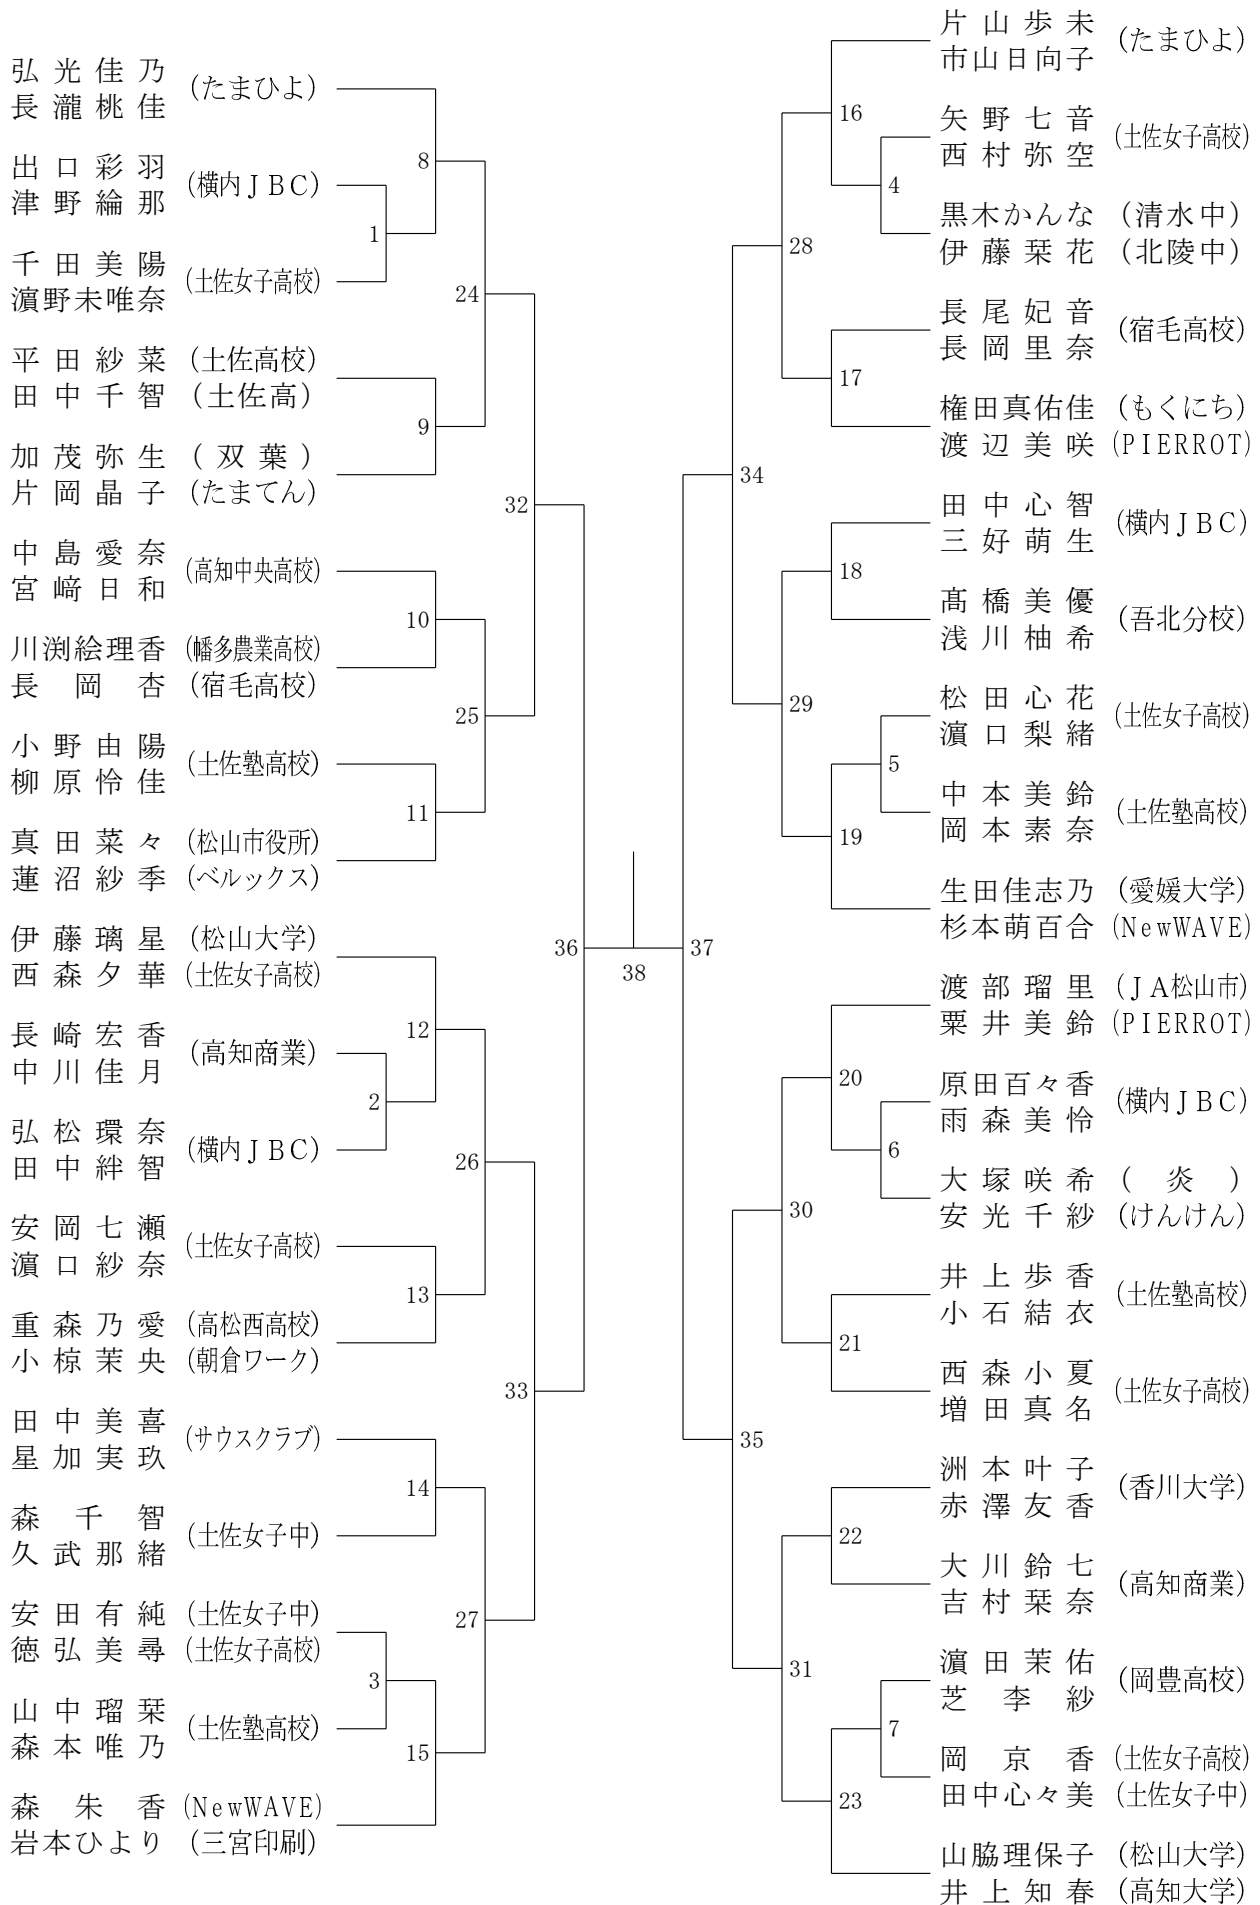 弘光佳乃 (たまひよ)
長瀧桃佳
出口彩羽 (横内ＪＢＣ)
津野綸那
千田美陽 (土佐女子高校)
濵野未唯奈
平田紗菜 (土佐高校)
田中千智 (土佐高)
加茂弥生 (双葉)
片岡晶子 (たまてん)
中島愛奈 (高知中央高校)
宮﨑日和
川渕絵理香 (幡多農業高校)
長岡杏 (宿毛高校)
小野由陽 (土佐塾高校)
柳原怜佳
真田菜々 (松山市役所)
蓮沼紗季 (ベルックス)
伊藤璃星 (松山大学)
西森夕華 (土佐女子高校)
長崎宏香 (高知商業)
中川佳月
弘松環奈 (横内ＪＢＣ)
田中絆智
安岡七瀬 (土佐女子高校)
濵口紗奈
重森乃愛 (高松西高校)
小椋茉央 (朝倉ワーク)
田中美喜 (サウスクラブ)
星加実玖
森千智 (土佐女子中)
久武那緒
安田有純 (土佐女子中)
徳弘美尋 (土佐女子高校)
山中瑠栞 (土佐塾高校)
森本唯乃
森朱香 (NewWAVE)
岩本ひより (三宮印刷)
1
2
3
8
9
10
11
12
13
14
15
24
25
26
27
32
33
36
38
37
34
35
28
29
30
31
16
17
18
19
20
21
22
23
4
5
6
7
片山歩未 (たまひよ)
市山日向子
矢野七音 (土佐女子高校)
西村弥空
黒木かんな (清水中)
伊藤栞花 (北陵中)
長尾妃音 (宿毛高校)
長岡里奈
権田真佑佳 (もくにち)
渡辺美咲 (PIERROT)
田中心智 (横内ＪＢＣ)
三好萌生
髙橋美優 (吾北分校)
浅川柚希
松田心花 (土佐女子高校)
濵口梨緒
中本美鈴 (土佐塾高校)
岡本素奈
生田佳志乃 (愛媛大学)
杉本萌百合 (NewWAVE)
渡部瑠里 (ＪＡ松山市)
粟井美鈴 (PIERROT)
原田百々香 (横内ＪＢＣ)
雨森美怜
大塚咲希 (炎)
安光千紗 (けんけん)
井上歩香 (土佐塾高校)
小石結衣
西森小夏 (土佐女子高校)
増田真名
洲本叶子 (香川大学)
赤澤友香
大川鈴七 (高知商業)
吉村栞奈
濵田茉佑 (岡豊高校)
芝李紗
岡京香 (土佐女子高校)
田中心々美 (土佐女子中)
山脇理保子 (松山大学)
井上知春 (高知大学)